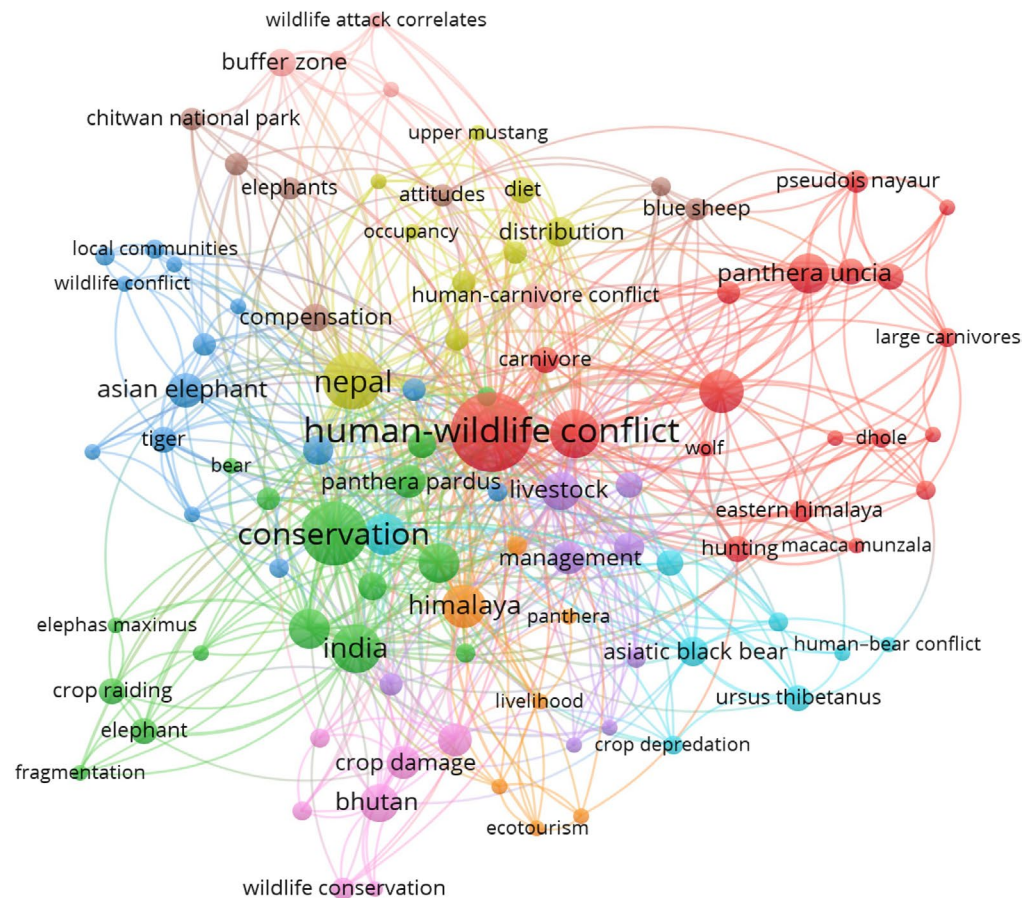 wildlife attack correlates
buffer zone
chitwan national park
upper mustang
elephants
attitudes
diet
pseudois nayaur
blue sheep
occupancy
distribution
local communities
wildlife conflict
panthera uncia
human-carnivore conflict
compensation
large carnivores
carnivore
nepal
asian elephant
human-wildlife conflict
tiger
dhole
wolf
bear
panthera pardus
livestock
eastern himalaya
conservation
hunting
macaca munzala
management
himalaya
panthera
elephas maximus
india
asiatic black bear
human–bear conflict
crop raiding
livelihood
ursus thibetanus
elephant
crop depredation
fragmentation
crop damage
bhutan
ecotourism
wildlife conservation